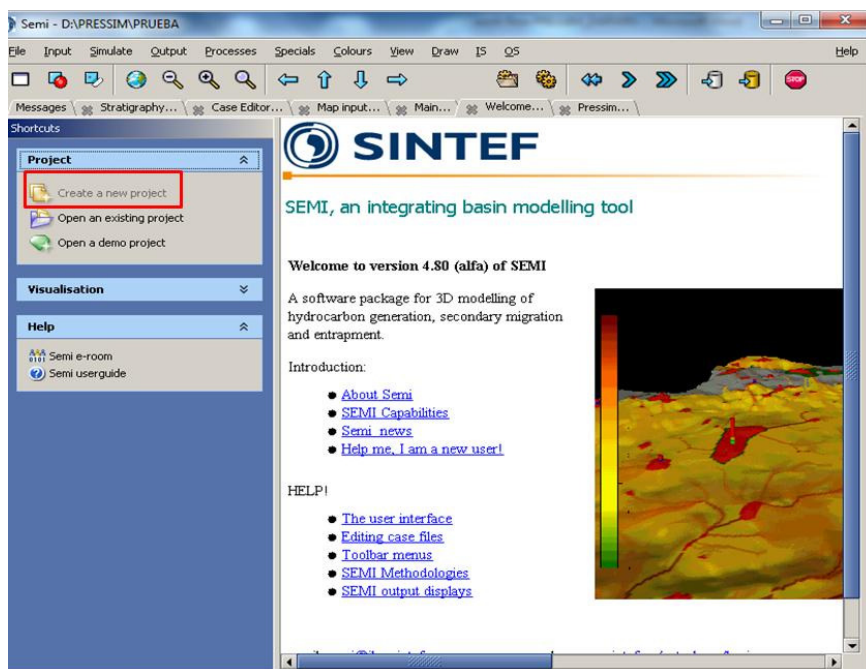 Semi - D:\PRESSIM\PRUEBA
File Input Simulate Output Processes Specials Colours View Draw IS OS Help
STOP
Messages Stratigraphy... Case Editor... Map input... Main... Welcome... Pressim...
Shortcuts
Project
Create a new project
Open an existing project
Open a demo project
Visualisation
Help
Semi e-room
Semi userguide
SINTEF
SEMI, an integrating basin modelling tool
Welcome to version 4.80 (alfa) of SEMI
A software package for 3D modelling of
hydrocarbon generation, secondary migration
and entrapment.
Introduction:
About Semi
SEMI Capabilities
Semi news
Help me, I am a new user!
HELP!
The user interface
Editing case files
Toolbar menus
SEMI Methodologies
SEMI output displays